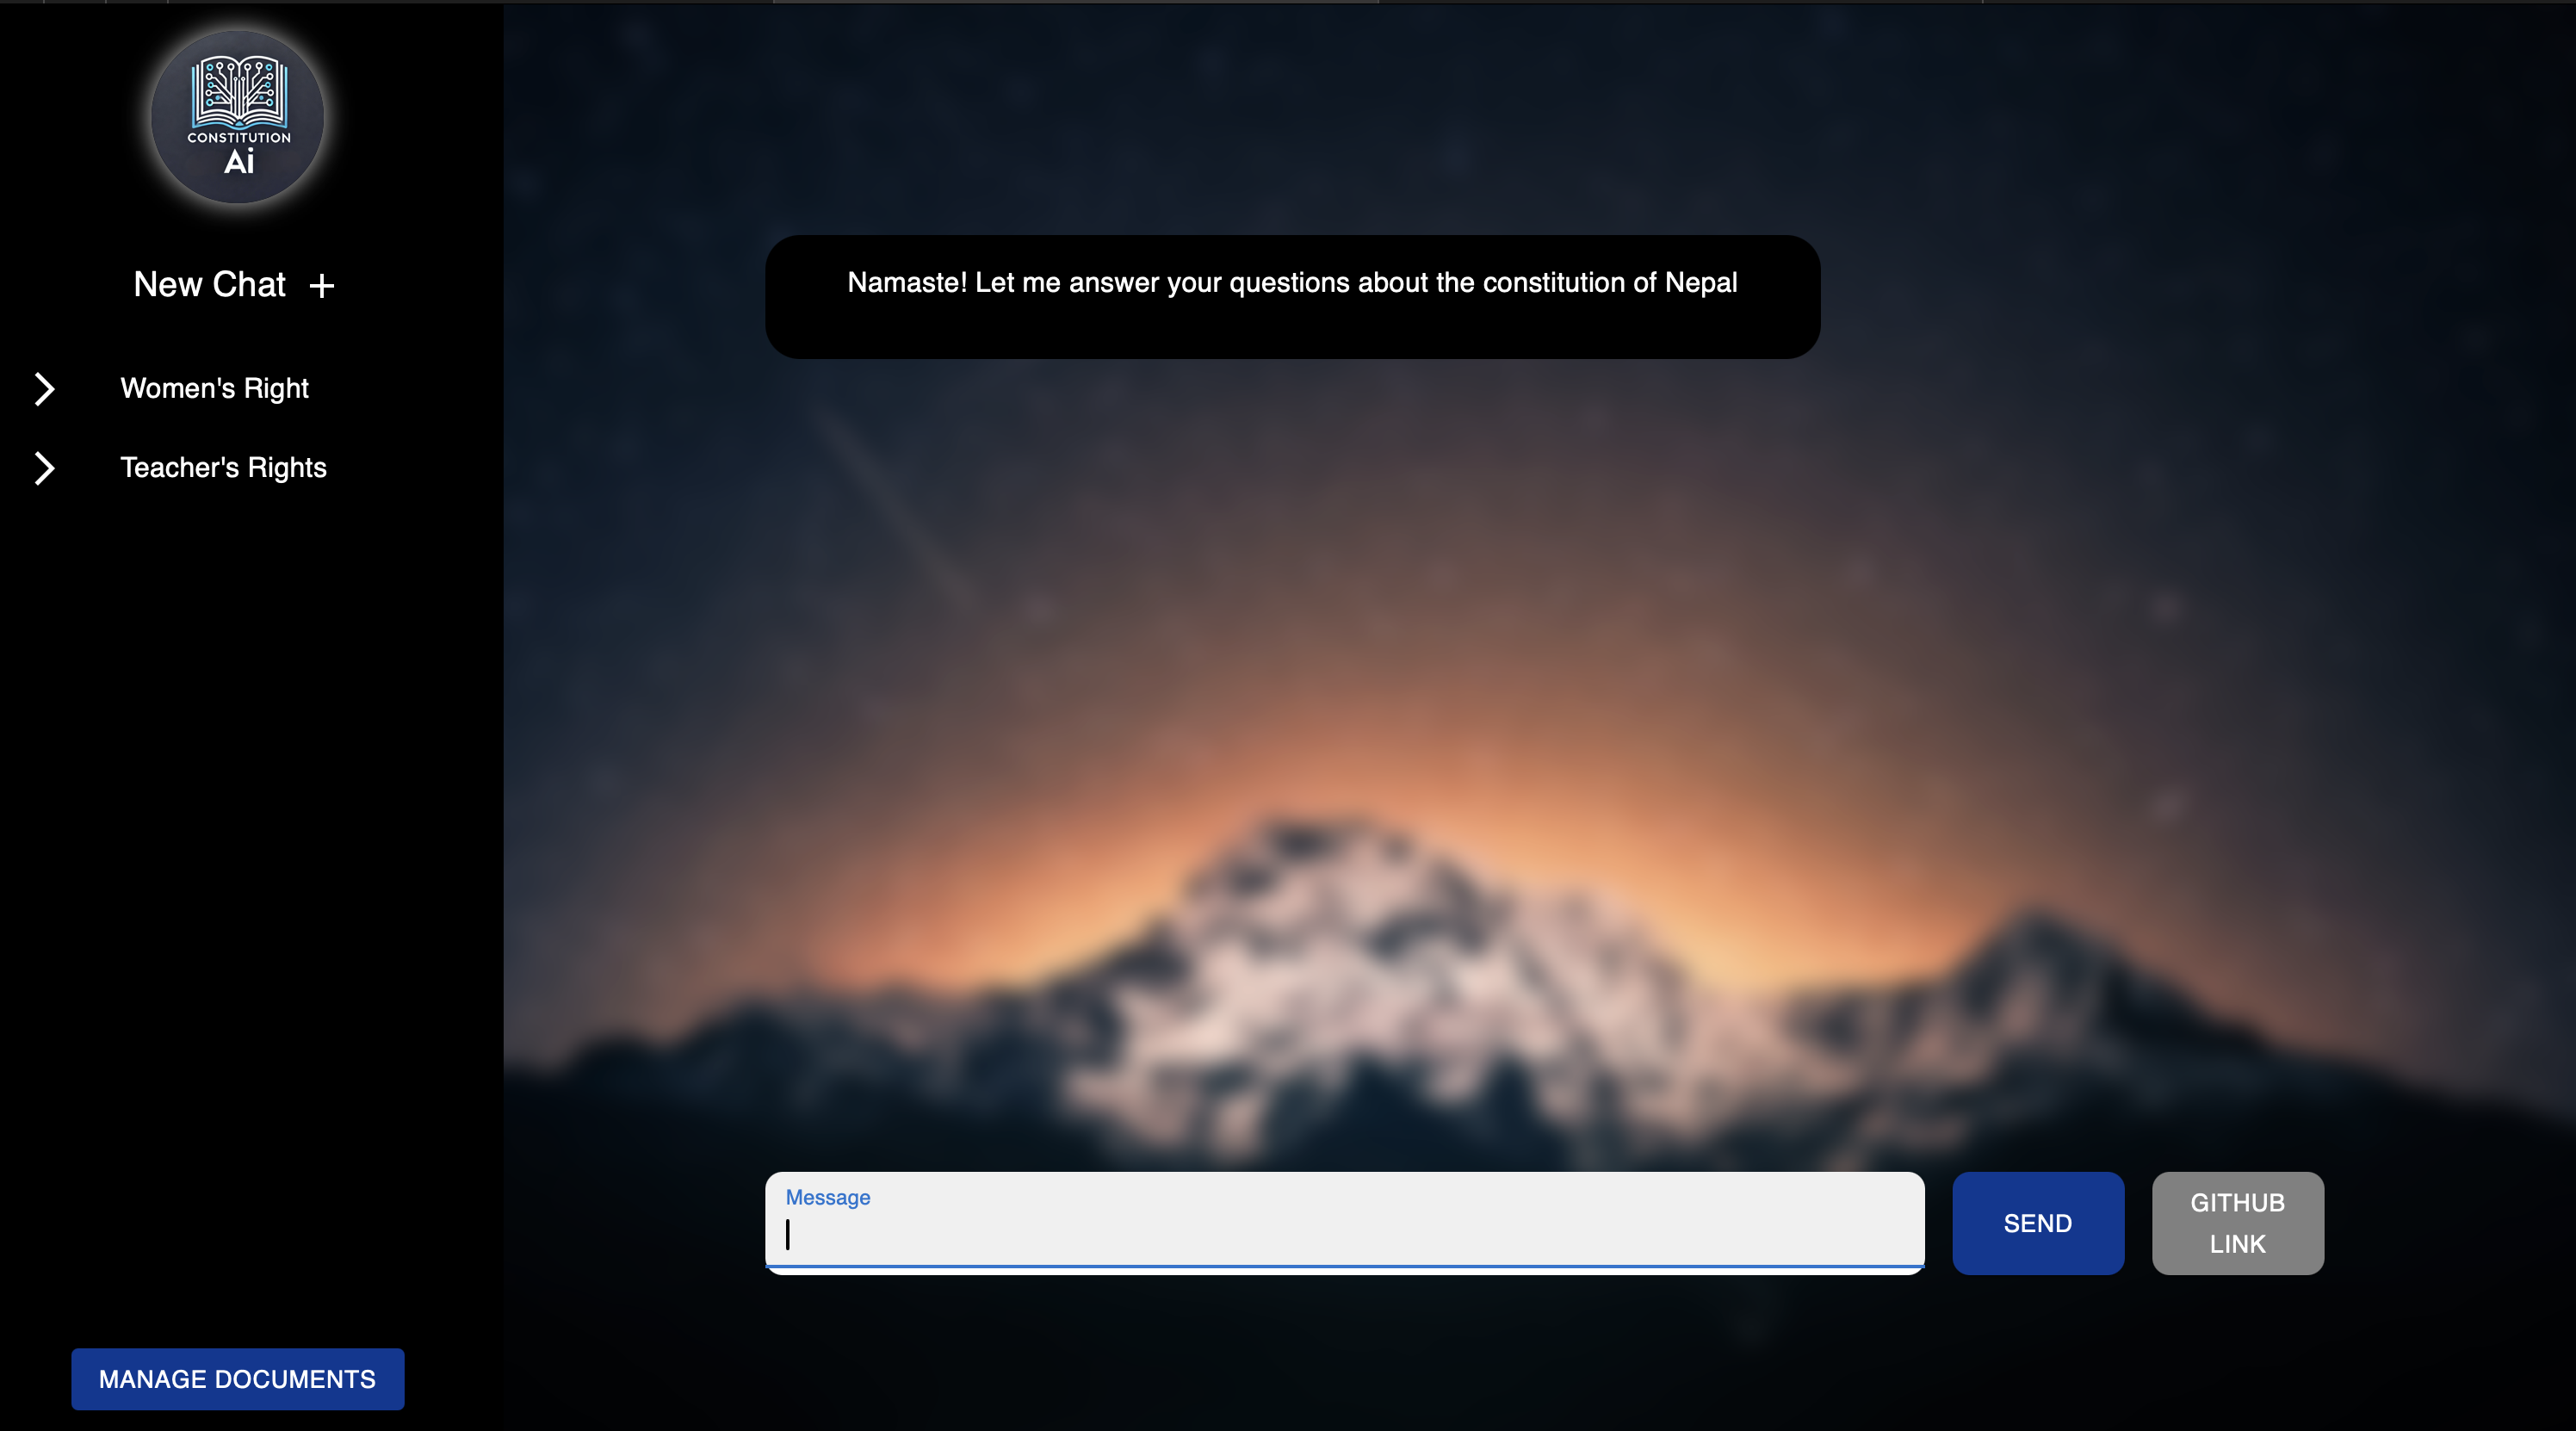 CONSTITUTION
Ai
New Chat +
Women's Right
Teacher's Rights
MANAGE DOCUMENTS
Namaste! Let me answer your questions about the constitution of Nepal
Message
SEND
GITHUB
LINK